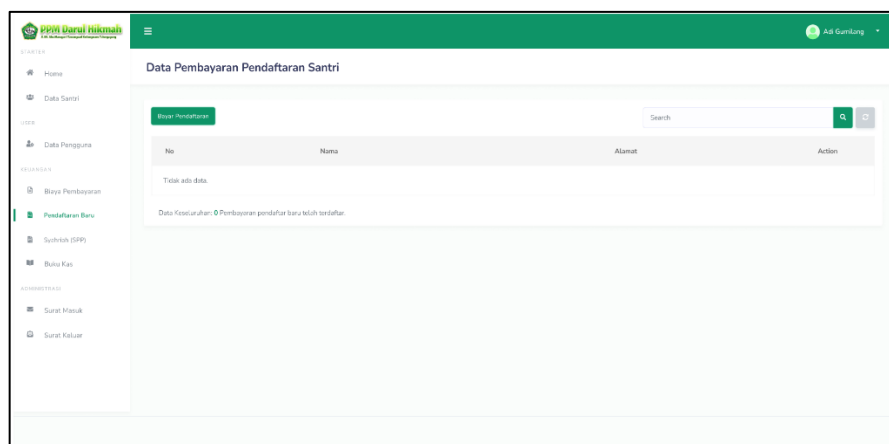 PPM Darul Hikmah
Adi Gumilang
STARTER
Home
Data Santri
USER
Data Pengguna
KEUANGAN
Biaya Pembayaran
Pendaftaran Baru
Syahriah (SPP)
Buku Kas
ADMINISTRASI
Surat Masuk
Surat Keluar
Data Pembayaran Pendaftaran Santri
Bayar Pendaftaran
Search
No Nama Alamat Action
Tidak ada data.
Data Keseluruhan: 0 Pembayaran pendaftar baru telah terdaftar.